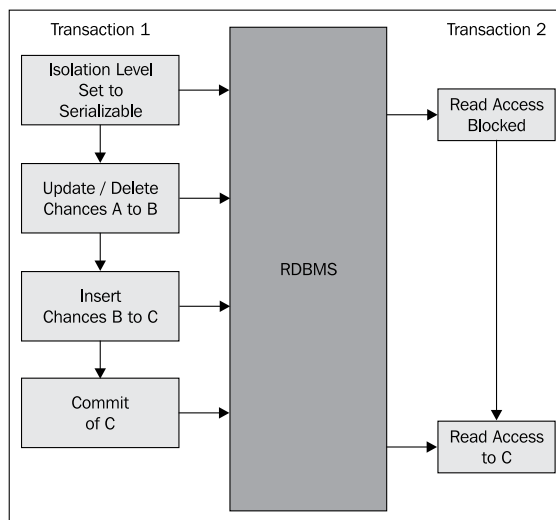 Transaction 1
Transaction 2
Isolation Level
Set to
Serializable
Read Access
Blocked
Update / Delete
Chances A to B
RDBMS
Insert
Chances B to C
Commit
of C
Read Access
to C